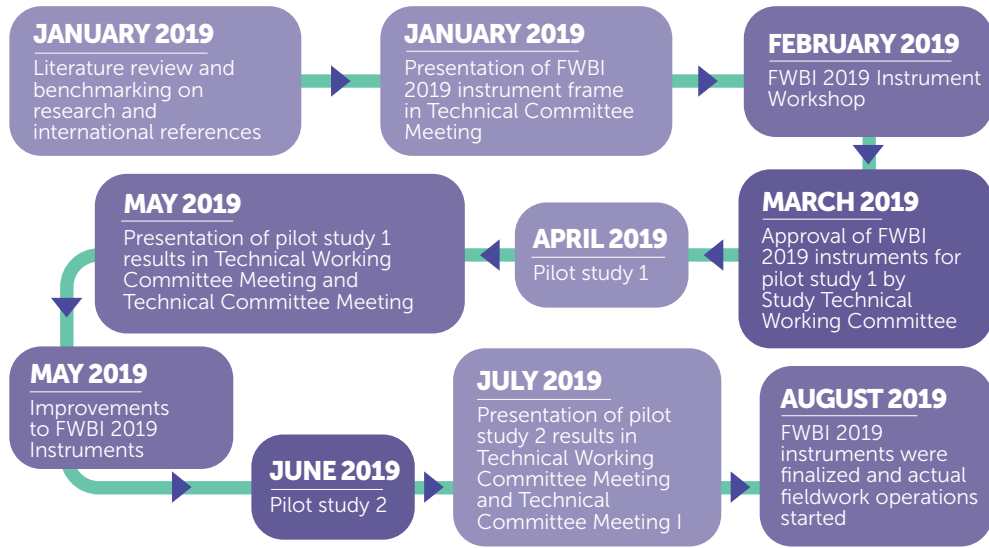 JANUARY 2019
Literature review and
benchmarking on
research and
international references
JANUARY 2019
Presentation of FWBI
2019 instrument frame
in Technical Committee
Meeting
FEBRUARY 2019
FWBI 2019 Instrument
Workshop
MARCH 2019
Approval of FWBI
2019 instruments for
pilot study 1 by
Study Technical
Working Committee
APRIL 2019
Pilot study 1
MAY 2019
Presentation of pilot study 1
results in Technical Working
Committee Meeting and
Technical Committee Meeting
MAY 2019
Improvements
to FWBI 2019
Instruments
JUNE 2019
Pilot study 2
JULY 2019
Presentation of pilot
study 2 results in
Technical Working
Committee Meeting
and Technical
Committee Meeting I
AUGUST 2019
FWBI 2019
instruments were
finalized and actual
fieldwork operations
started